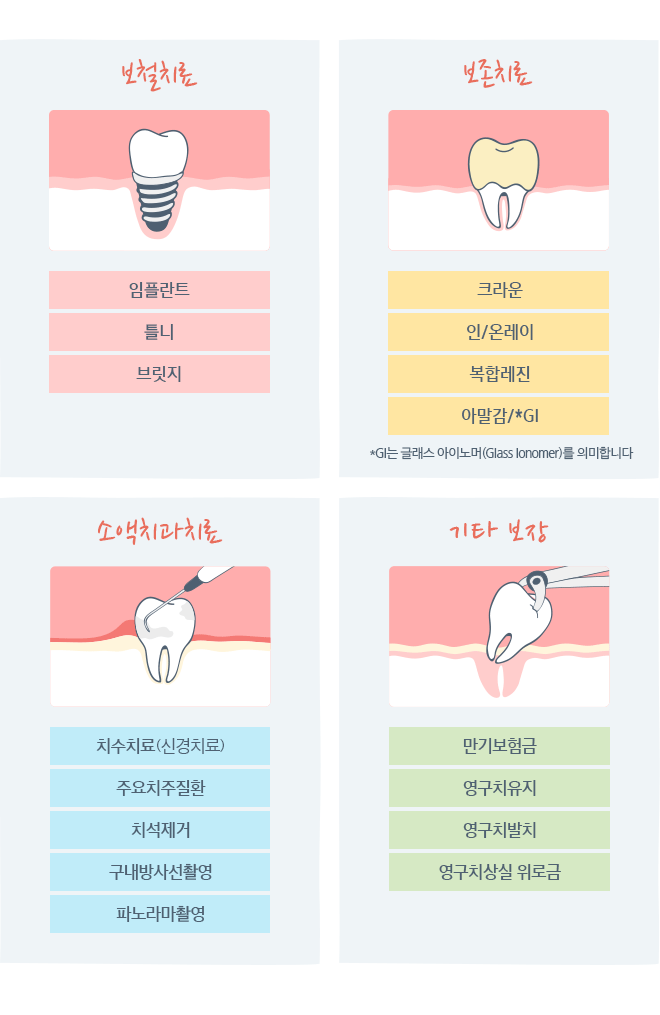 보철치료
임플란트
틀니
브릿지
보존치료
크라운
인/온레이
복합레진
아말감/*GI
*GI는 글래스 아이노머(Glass Ionomer)를 의미합니다
소액치과치료
치수치료(신경치료)
주요치주질환
치석제거
구내방사선촬영
파노라마촬영
기타 보장
만기보험금
영구치유지
영구치발치
영구치상실 위로금